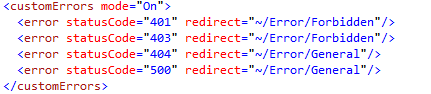 <customErrors mode="On">
<error statusCode="401" redirect="~/Error/Forbidden"/>
<error statusCode="403" redirect="~/Error/Forbidden"/>
<error statusCode="404" redirect="~/Error/General"/>
<error statusCode="500" redirect="~/Error/General"/>
</customErrors>